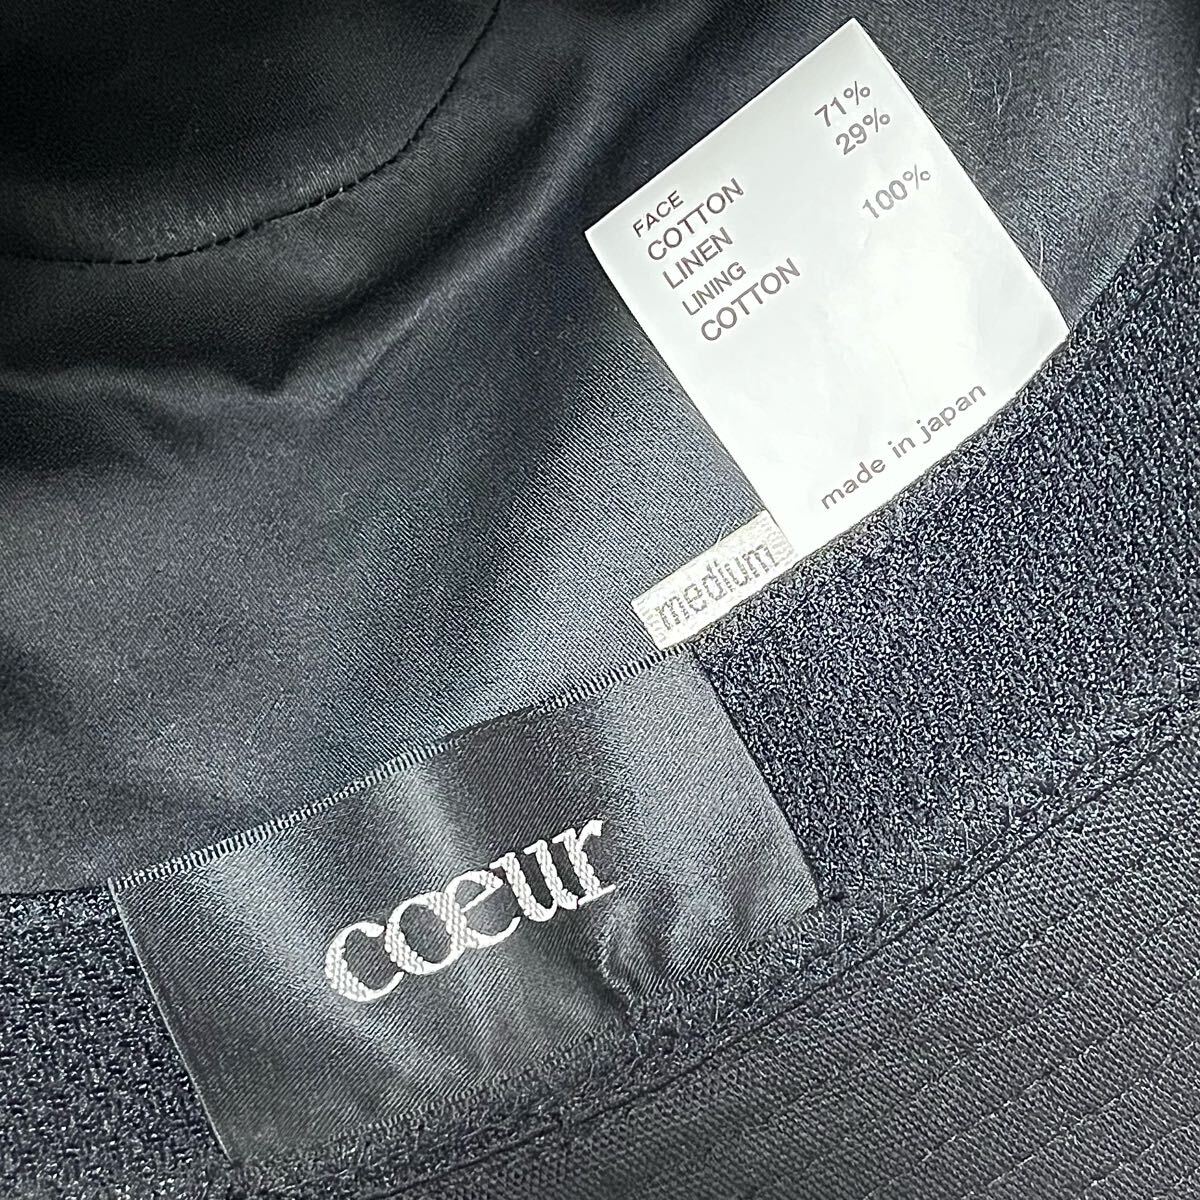 FACE
COTTON 71%
LINEN 29%
LINING
COTTON 100%
made in japan
medium
coeur